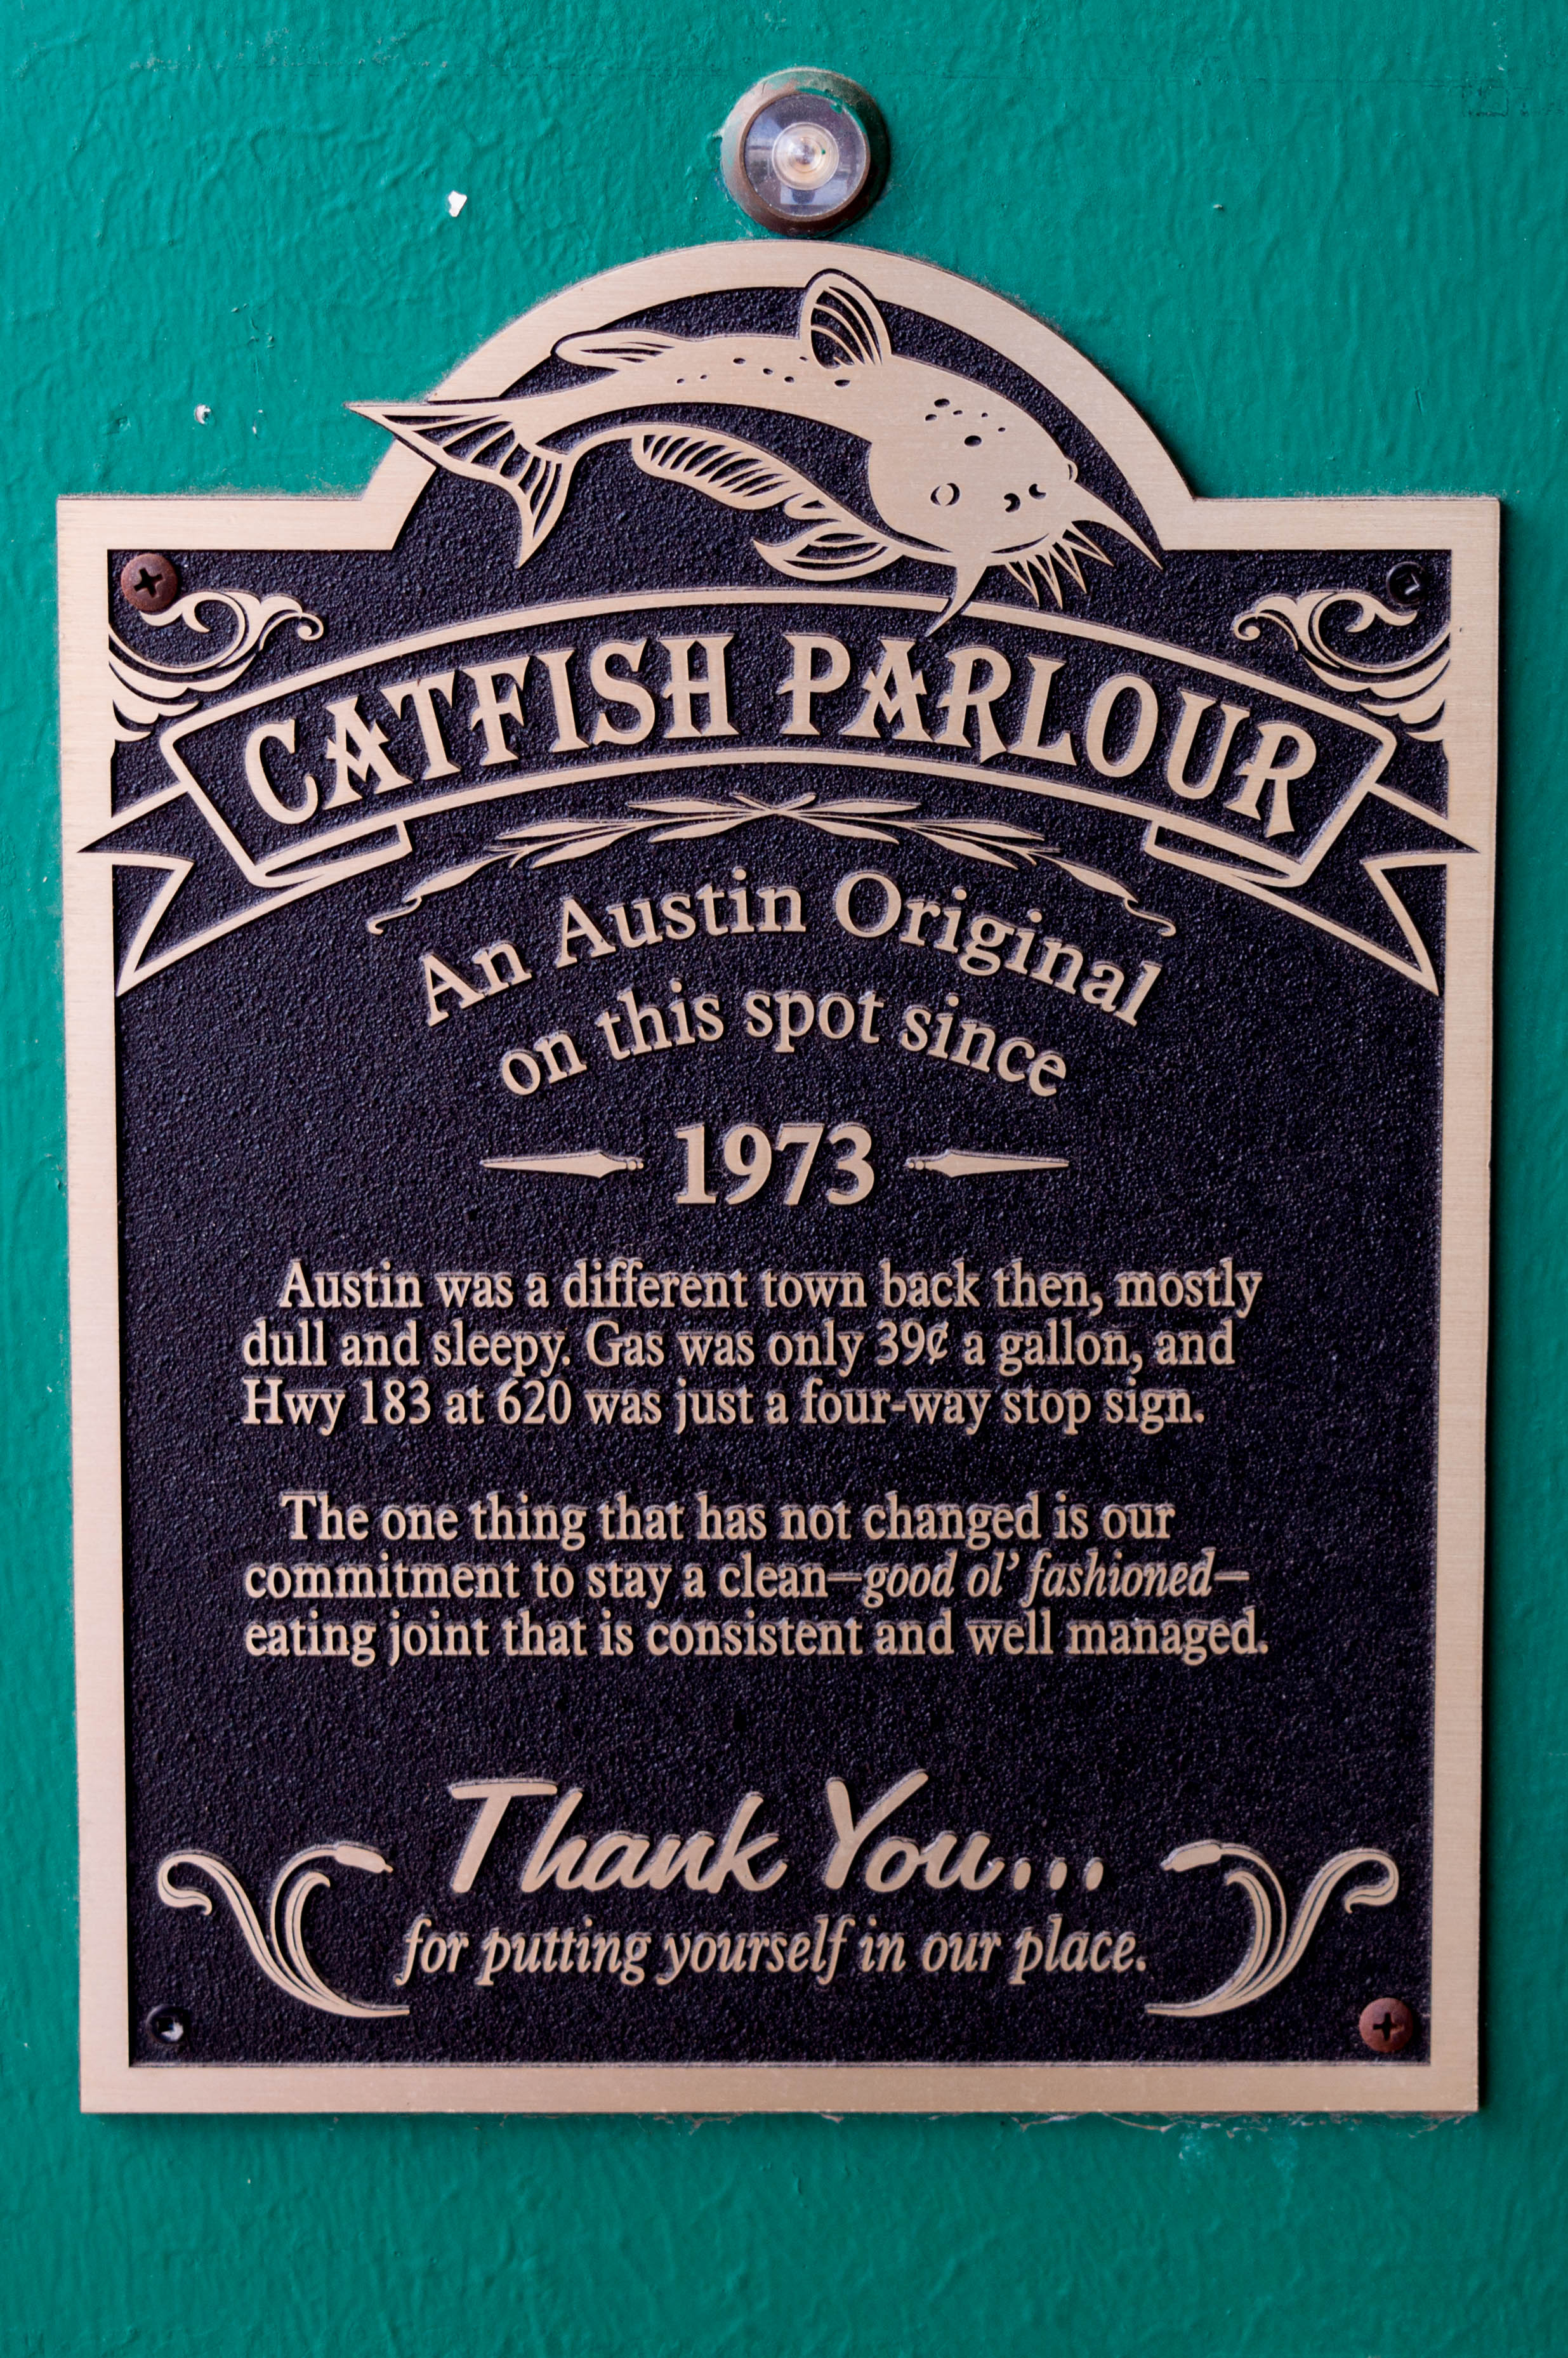 CATFISH PARLOUR
An Austin Original
on this spot since
1973
Austin was a different town back then, mostly
dull and sleepy. Gas was only 39¢ a gallon, and
Hwy 183 at 620 was just a four-way stop sign.
The one thing that has not changed is our
commitment to stay a clean—good ol’ fashioned—
eating joint that is consistent and well managed.
Thank You...
for putting yourself in our place.